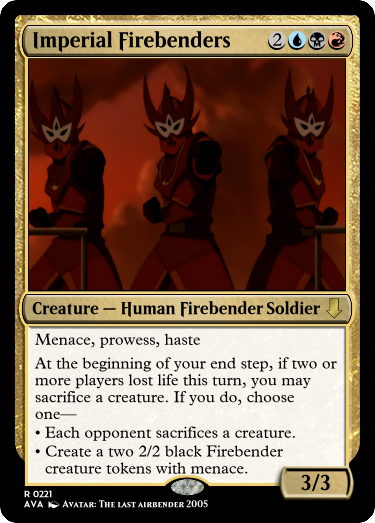 Imperial Firebenders 2
Creature — Human Firebender Soldier
Menace, prowess, haste
At the beginning of your end step, if two or
more players lost life this turn, you may
sacrifice a creature. If you do, choose
one—
• Each opponent sacrifices a creature.
• Create a two 2/2 black Firebender
creature tokens with menace.
3/3
R 0221
AVA Avatar: The last airbender 2005